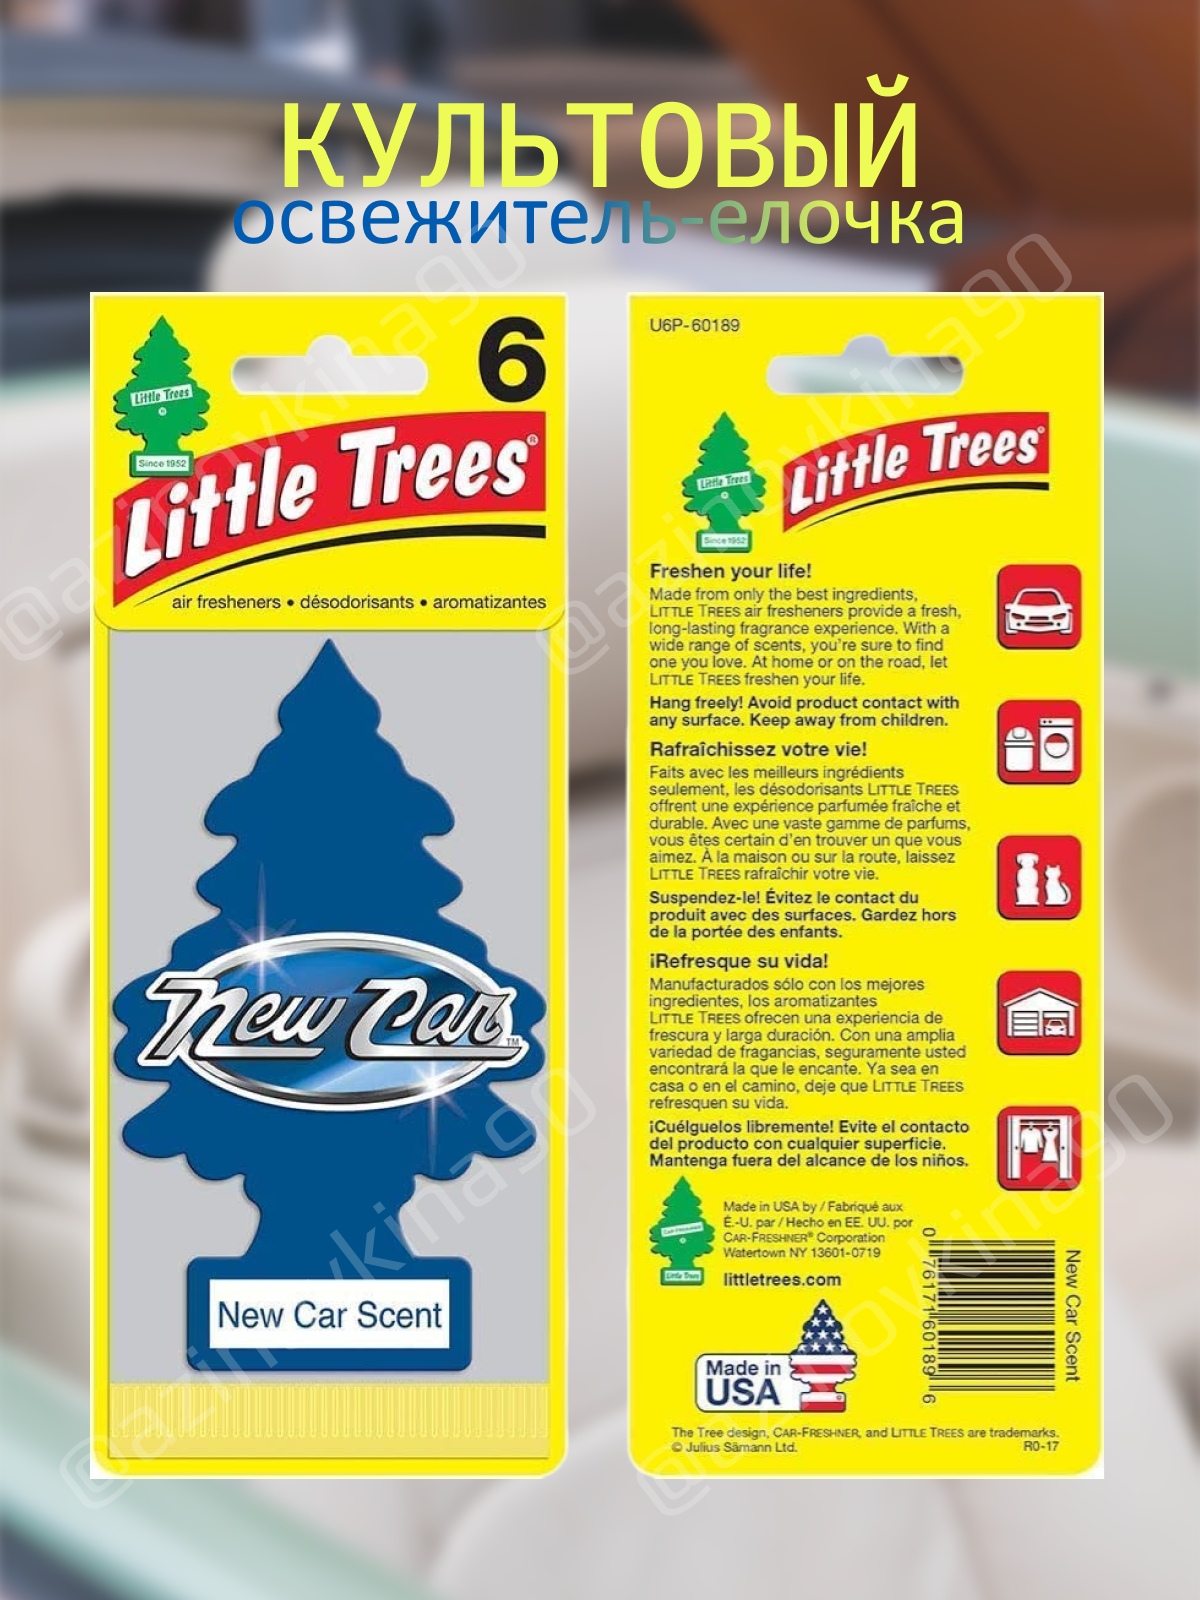 КУЛЬТОВЫЙ
освежитель-елочка
6
Little Trees
®
Since 1952
Little Trees®
air fresheners • désodorisants • aromatizantes
New Car™
New Car Scent
U6P-60189
Little Trees
Since 1952
Little Trees®
Freshen your life!
Made from only the best ingredients,
LITTLE TREES air fresheners provide a fresh,
long-lasting fragrance experience. With a
wide range of scents, you're sure to find
one you love. At home or on the road, let
LITTLE TREES freshen your life.
Hang freely! Avoid product contact with
any surface. Keep away from children.
Rafraîchissez votre vie!
Faits avec les meilleurs ingrédients
seulement, les désodorisants LITTLE TREES
offrent une expérience parfumée fraîche et
durable. Avec une vaste gamme de parfums,
vous êtes certain d'en trouver un que vous
aimez. À la maison ou sur la route, laissez
LITTLE TREES rafraîchir votre vie.
Suspendez-le! Évitez le contact du
produit avec des surfaces. Gardez hors
de la portée des enfants.
¡Refresque su vida!
Manufacturados sólo con los mejores
ingredientes, los aromatizantes
LITTLE TREES ofrecen una experiencia de
frescura y larga duración. Con una amplia
variedad de fragancias, seguramente usted
encontrará la que le encante. Ya sea en
casa o en el camino, deje que LITTLE TREES
refresquen su vida.
¡Cuélguelos libremente! Evite el contacto
del producto con cualquier superficie.
Mantenga fuera del alcance de los niños.
Car-Freshner
Little Trees
Made in USA by / Fabriqué aux
É.-U. par / Hecho en EE. UU. por
CAR-FRESHNER® Corporation
Watertown NY 13601-0719
littletrees.com
Made in
USA
0 76171 60189 6
New Car Scent
The Tree design, CAR-FRESHNER, and LITTLE TREES are trademarks.
© Julius Sämann Ltd.
R0-17
@azinovkina90
@azinovkina90
@azinovkina90
@azinovkina90